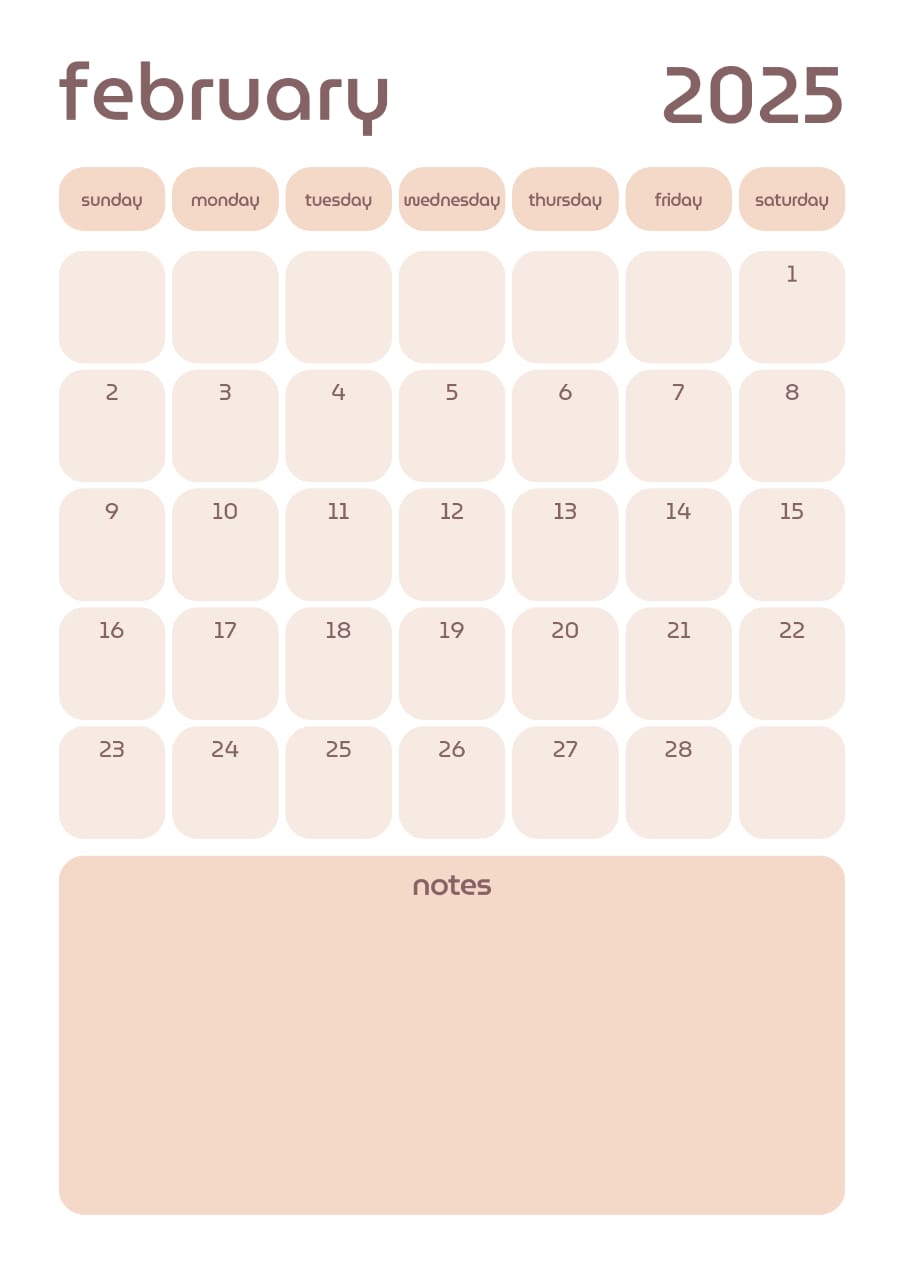 february 2025
sunday monday tuesday wednesday thursday friday saturday
1
2 3 4 5 6 7 8
9 10 11 12 13 14 15
16 17 18 19 20 21 22
23 24 25 26 27 28
notes